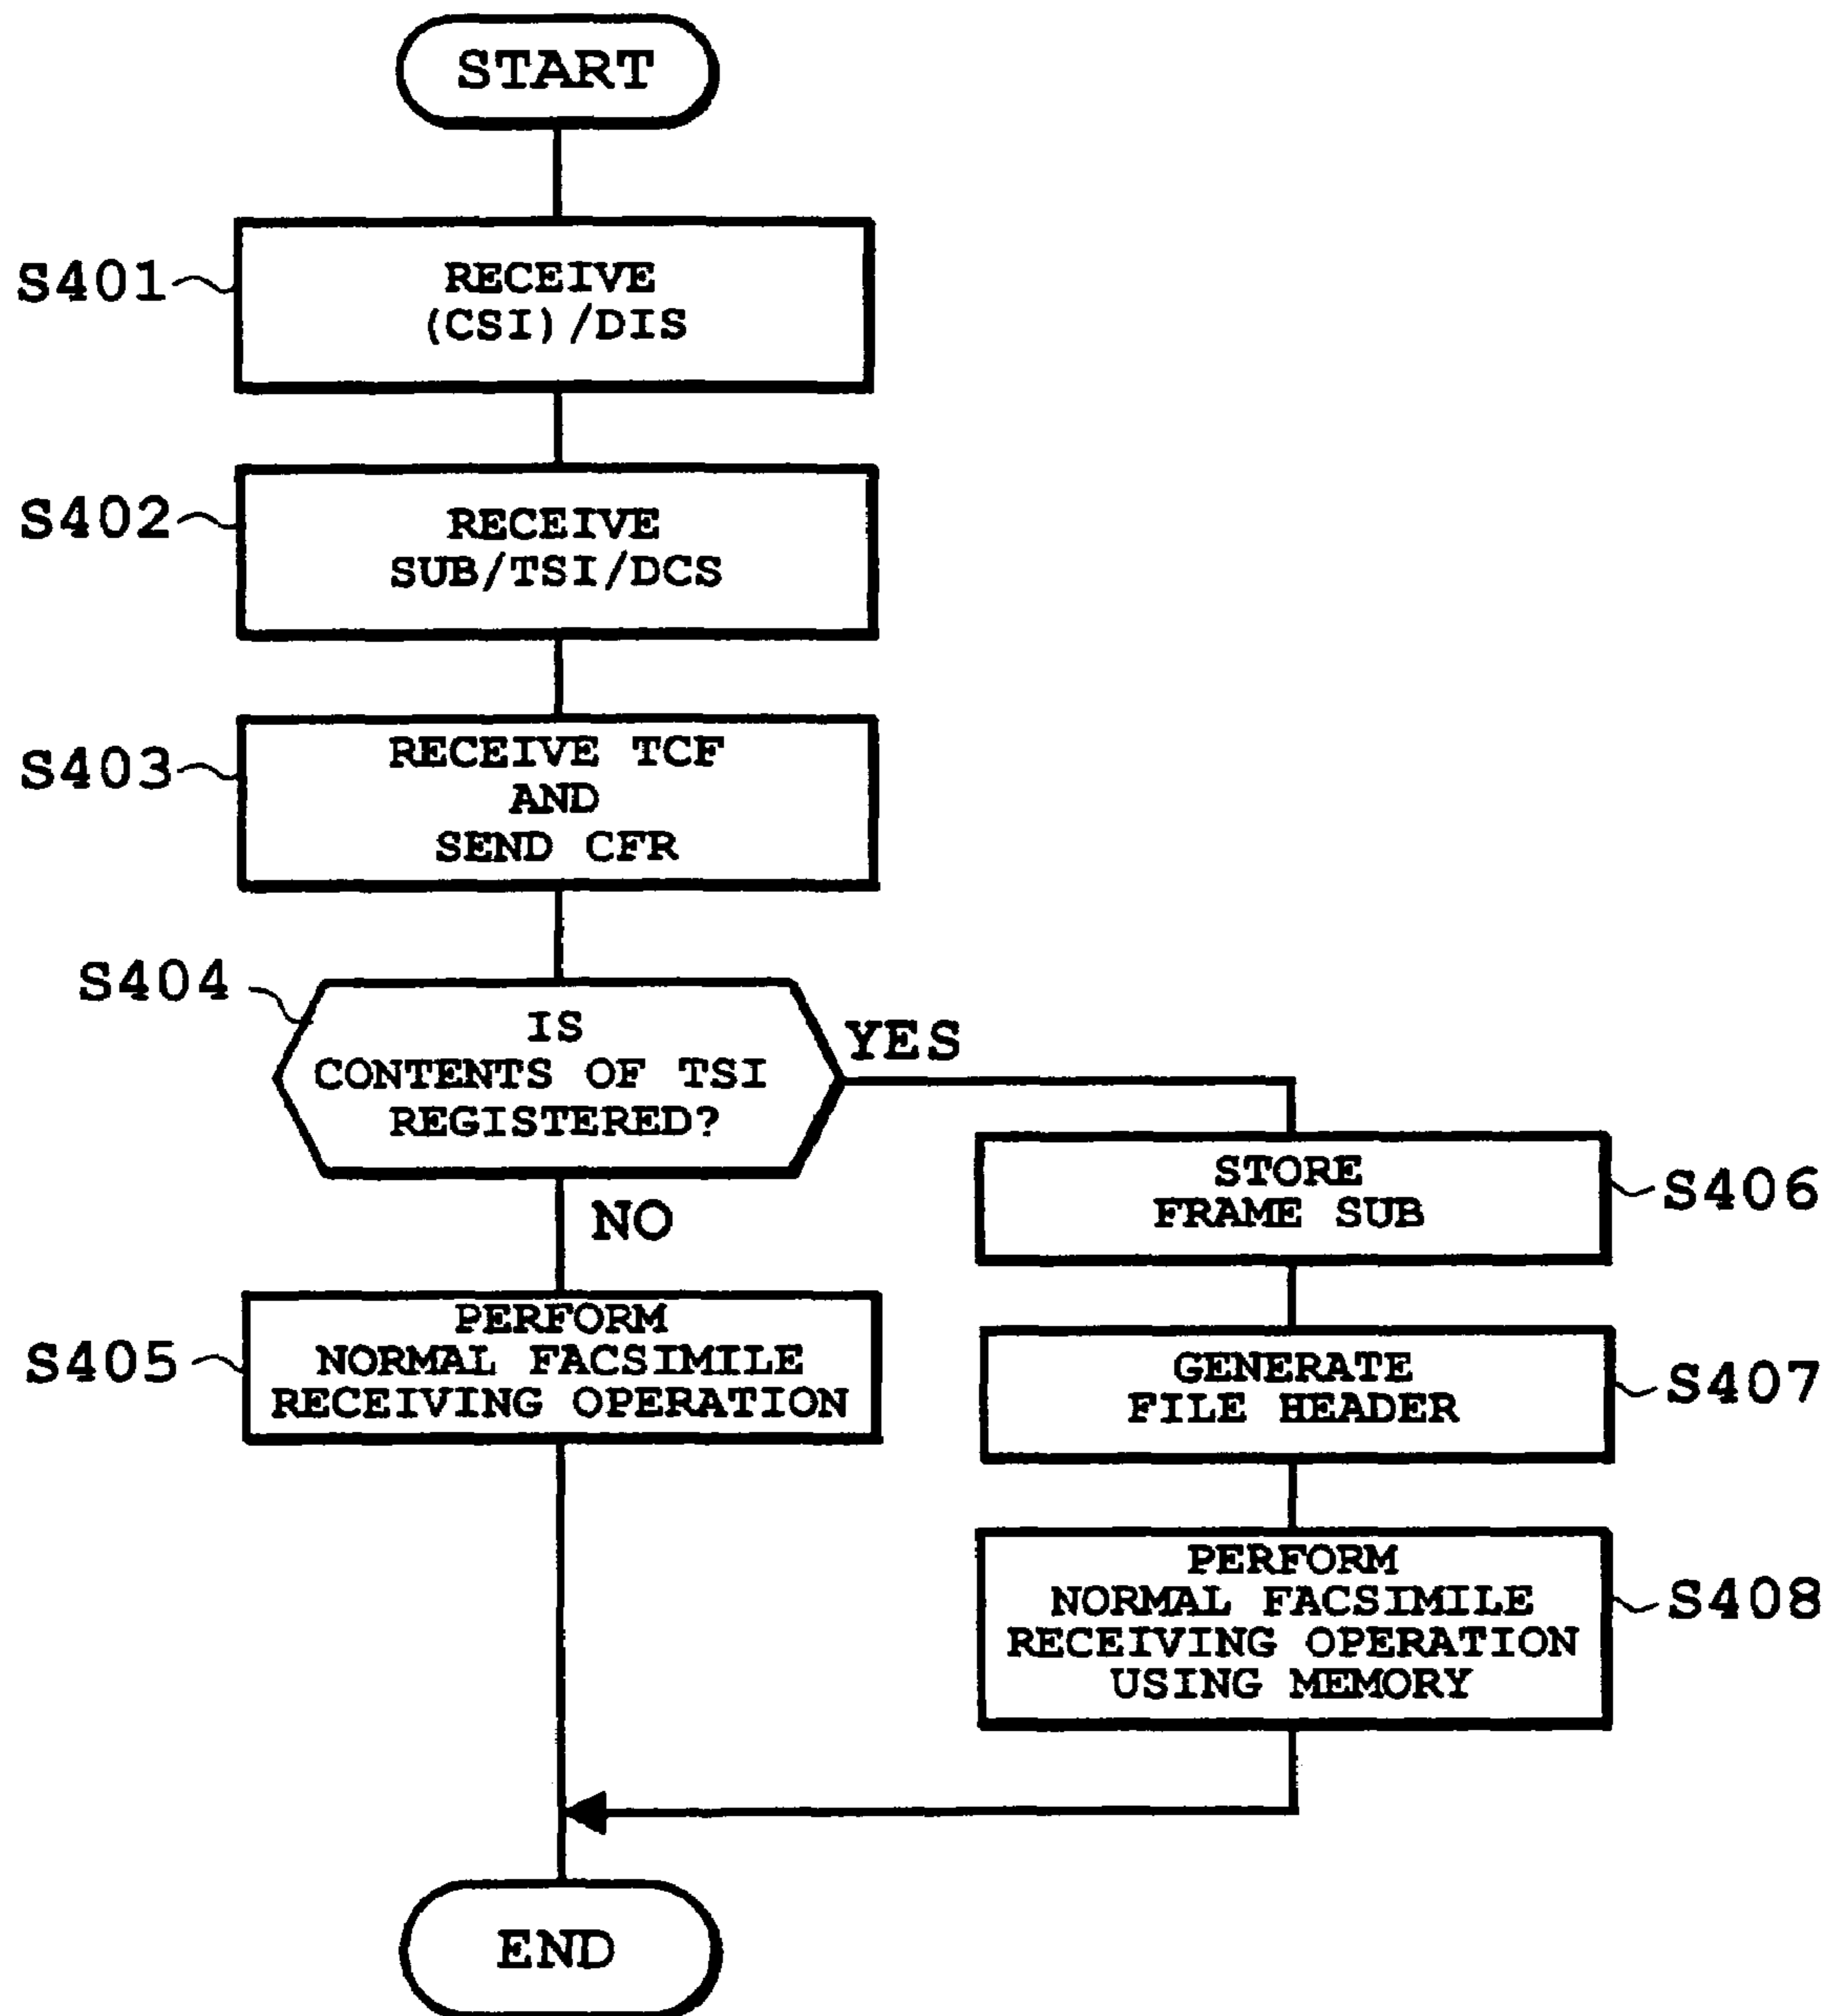 START
S401
RECEIVE
(CSI)/DIS
S402
RECEIVE
SUB/TSI/DCS
S403
RECEIVE TCF
AND
SEND CFR
S404
IS
CONTENTS OF TSI
REGISTERED?
YES
NO
S405
PERFORM
NORMAL FACSIMILE
RECEIVING OPERATION
STORE
FRAME SUB
S406
GENERATE
FILE HEADER
S407
PERFORM
NORMAL FACSIMILE
RECEIVING OPERATION
USING MEMORY
S408
END